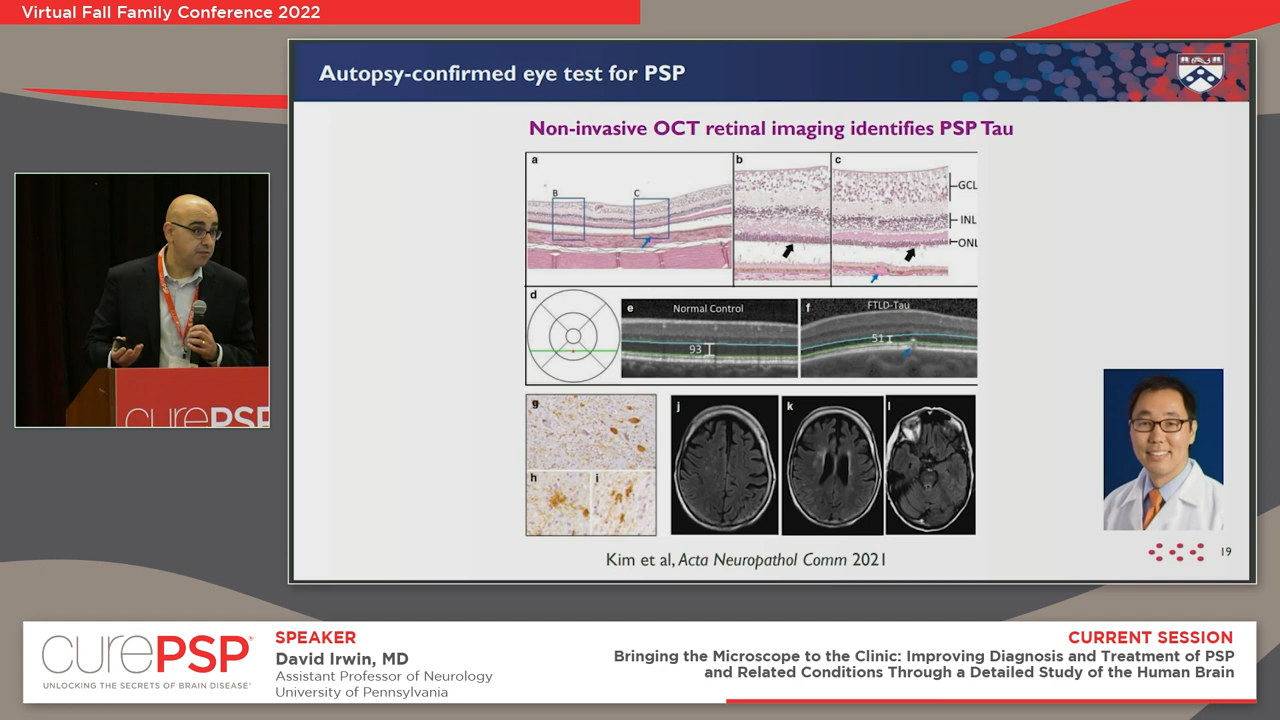 Virtual Fall Family Conference 2022
Autopsy-confirmed eye test for PSP
Non-invasive OCT retinal imaging identifies PSP Tau
a
B
C
b
c
GCL
INL
ONL
d
e
Normal Control
93
f
FTLD-Tau
51
g
h
i
j
k
l
Kim et al, Acta Neuropathol Comm 2021
19
curePSP
curePSP®
UNLOCKING THE SECRETS OF BRAIN DISEASE®
SPEAKER
David Irwin, MD
Assistant Professor of Neurology
University of Pennsylvania
CURRENT SESSION
Bringing the Microscope to the Clinic: Improving Diagnosis and Treatment of PSP
and Related Conditions Through a Detailed Study of the Human Brain